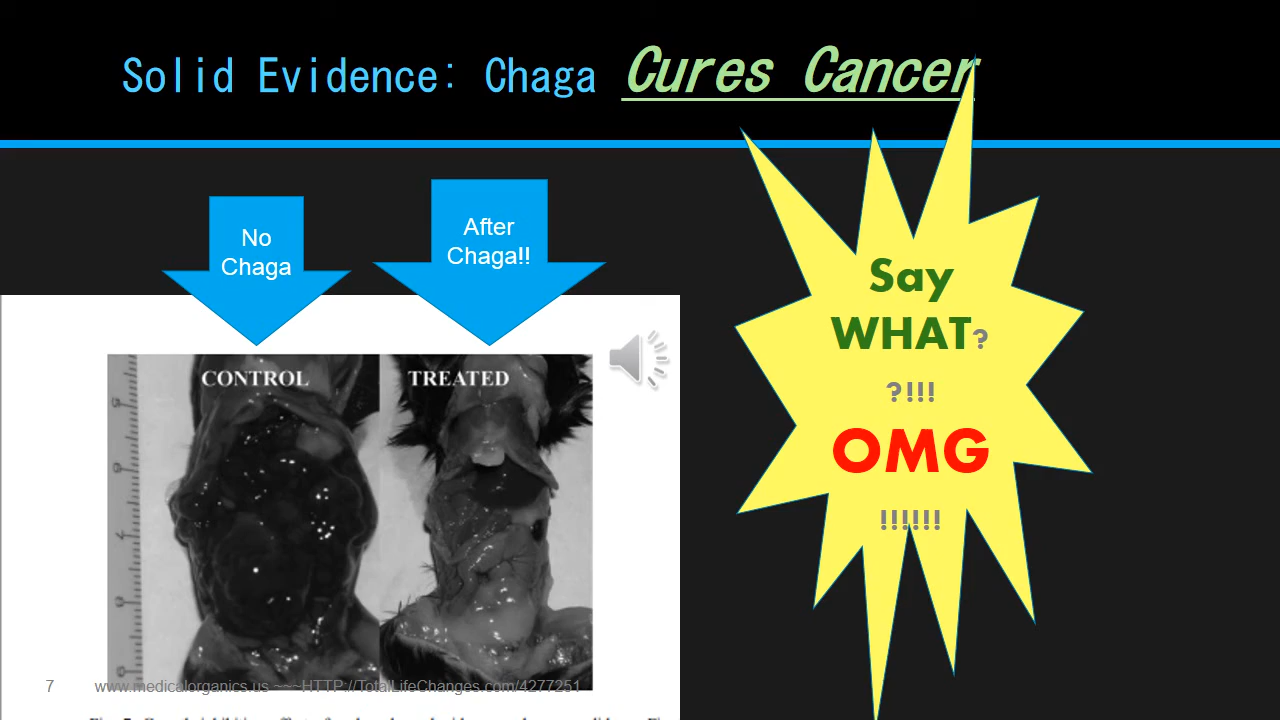 Solid Evidence: Chaga Cures Cancer
No
Chaga
After
Chaga!!
Say
WHAT?
?!!!
OMG
!!!!!!
CONTROL
TREATED
7
www.medicalorganics.us ~~~HTTP://TotalLifeChanges.com/4277251